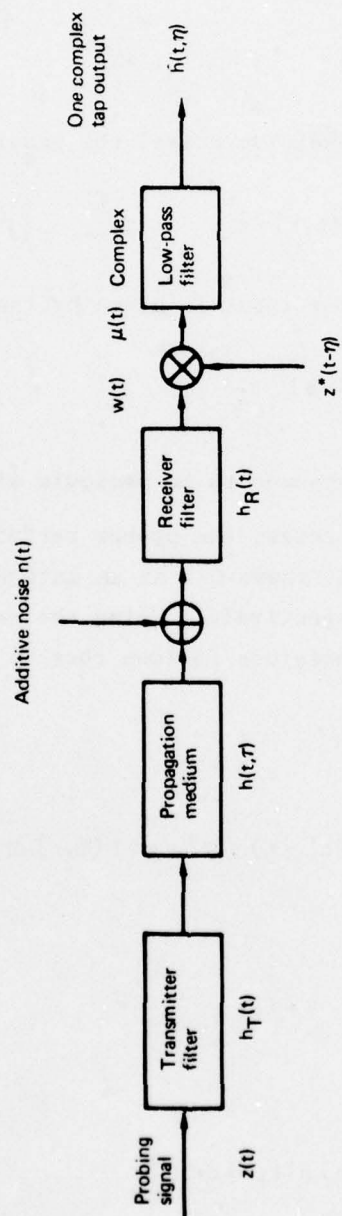 Probing
signal
z(t)
Transmitter
filter
h_T(t)
Propagation
medium
h(t,τ)
Additive noise n(t)
Receiver
filter
h_R(t)
w(t)
z*(t-η)
μ(t)
Complex
Low-pass
filter
One complex
tap output
ĥ(t,η)